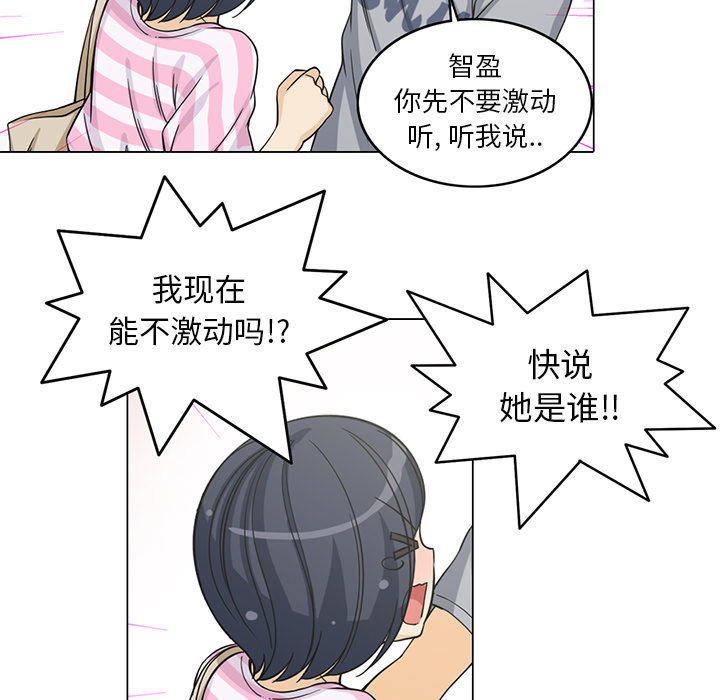 智盈
你先不要激动
听, 听我说..
我现在
能不激动吗!?
快说
她是谁!!